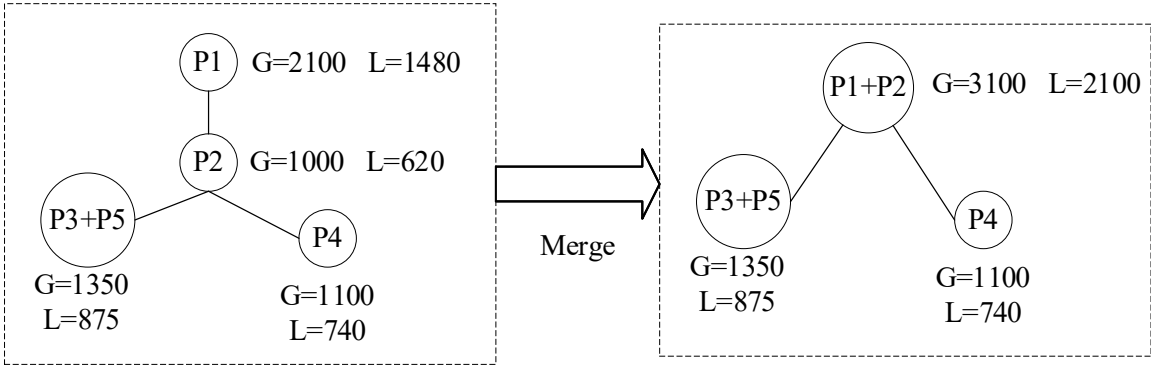 P1 G=2100 L=1480
P2 G=1000 L=620
P3+P5
G=1350
L=875
P4
G=1100
L=740
Merge
P1+P2 G=3100 L=2100
P3+P5
G=1350
L=875
P4
G=1100
L=740